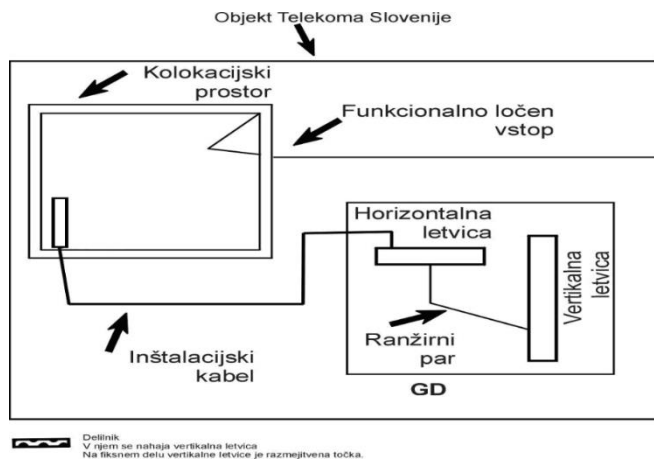 Objekt Telekoma Slovenije
Kolokacijski
prostor
Funkcionalno ločen
vstop
Horizontalna
letvica
Vertikalna
letvica
Ranžirni
par
Inštalacijski
kabel
GD
Delilnik
V njem se nahaja vertikalna letvica
Na fiksnem delu vertikalne letvice je razmejitvena točka.